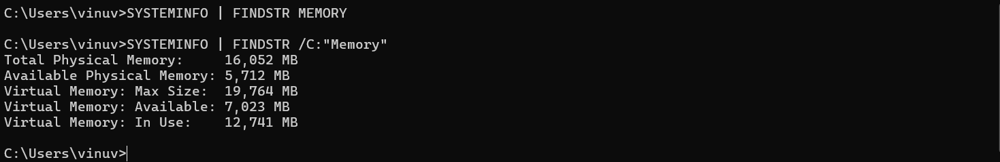 C:\Users\vinuv>SYSTEMINFO | FINDSTR MEMORY
C:\Users\vinuv>SYSTEMINFO | FINDSTR /C:"Memory"
Total Physical Memory:     16,052 MB
Available Physical Memory: 5,712 MB
Virtual Memory: Max Size:  19,764 MB
Virtual Memory: Available: 7,023 MB
Virtual Memory: In Use:    12,741 MB
C:\Users\vinuv>